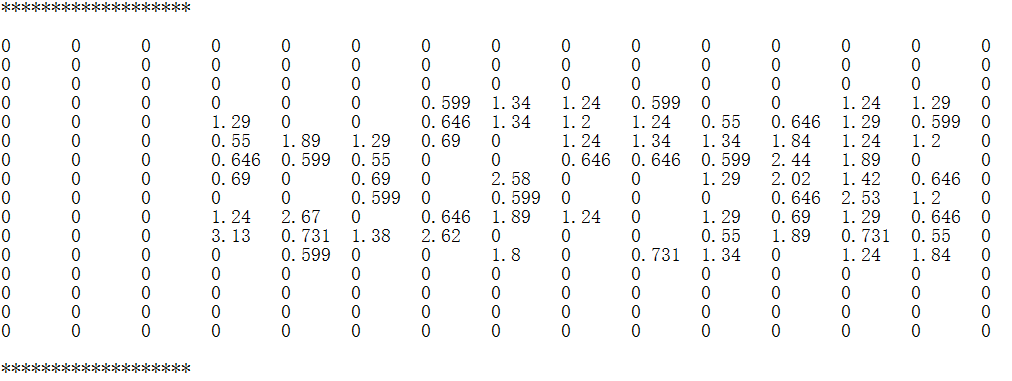 *******************
0 0 0 0 0 0 0 0 0 0 0 0 0 0 0
0 0 0 0 0 0 0 0 0 0 0 0 0 0 0
0 0 0 0 0 0 0 0 0 0 0 0 0 0 0
0 0 0 0 0 0 0.599 1.34 1.24 0.599 0 0 1.24 1.29 0
0 0 0 1.29 0 0 0.646 1.34 1.2 1.24 0.55 0.646 1.29 0.599 0
0 0 0 0.55 1.89 1.29 0.69 0 1.24 1.34 1.34 1.84 1.24 1.2 0
0 0 0 0.646 0.599 0.55 0 0 0.646 0.646 0.599 2.44 1.89 0 0
0 0 0 0.69 0 0.69 0 2.58 0 0 1.29 2.02 1.42 0.646 0
0 0 0 0 0 0.599 0 0.599 0 0 0 0.646 2.53 1.2 0
0 0 0 1.24 2.67 0 0.646 1.89 1.24 0 1.29 0.69 1.29 0.646 0
0 0 0 3.13 0.731 1.38 2.62 0 0 0 0.55 1.89 0.731 0.55 0
0 0 0 0 0.599 0 0 1.8 0 0.731 1.34 0 1.24 1.84 0
0 0 0 0 0 0 0 0 0 0 0 0 0 0 0
0 0 0 0 0 0 0 0 0 0 0 0 0 0 0
0 0 0 0 0 0 0 0 0 0 0 0 0 0 0
0 0 0 0 0 0 0 0 0 0 0 0 0 0 0
*******************